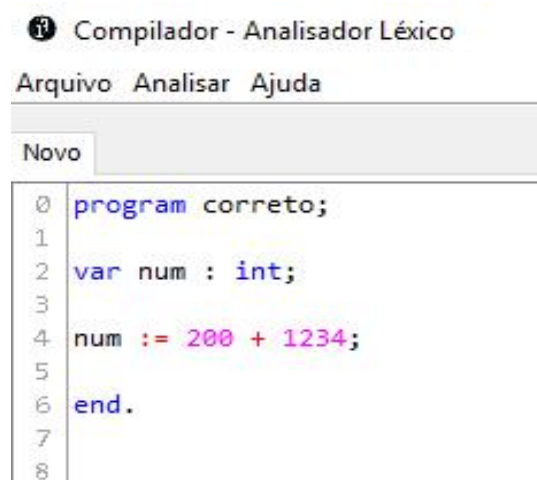 Compilador - Analisador Léxico
Arquivo Analisar Ajuda
Novo
0 program correto;
1
2 var num : int;
3
4 num := 200 + 1234;
5
6 end.
7
8